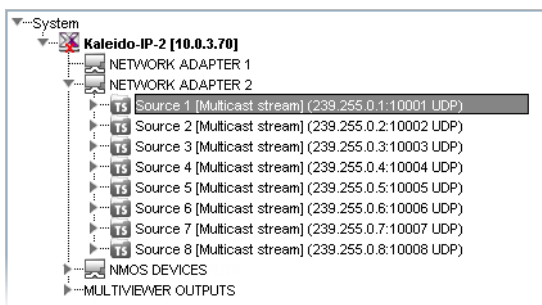 System
Kaleido-IP-2 [10.0.3.70]
NETWORK ADAPTER 1
NETWORK ADAPTER 2
TS Source 1 [Multicast stream] (239.255.0.1:10001 UDP)
TS Source 2 [Multicast stream] (239.255.0.2:10002 UDP)
TS Source 3 [Multicast stream] (239.255.0.3:10003 UDP)
TS Source 4 [Multicast stream] (239.255.0.4:10004 UDP)
TS Source 5 [Multicast stream] (239.255.0.5:10005 UDP)
TS Source 6 [Multicast stream] (239.255.0.6:10006 UDP)
TS Source 7 [Multicast stream] (239.255.0.7:10007 UDP)
TS Source 8 [Multicast stream] (239.255.0.8:10008 UDP)
NMOS DEVICES
MULTIVIEWER OUTPUTS